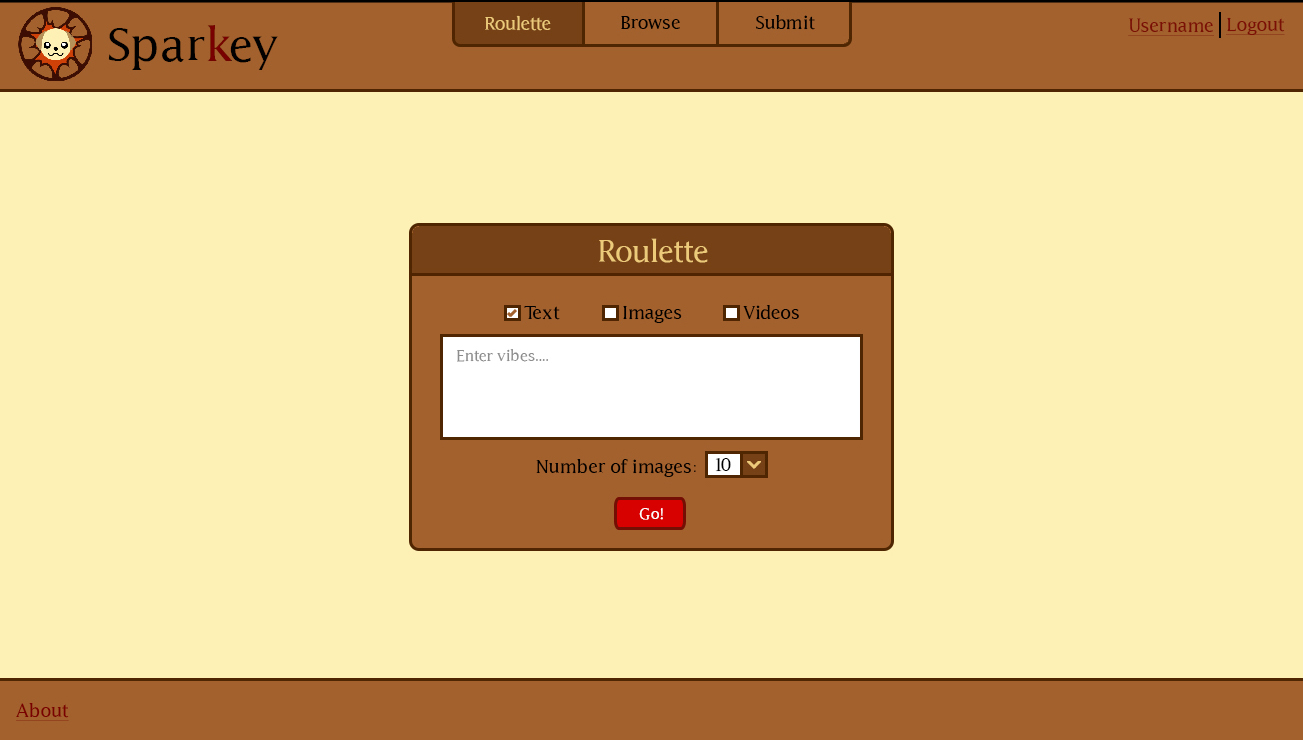 Sparkey
Roulette
Browse
Submit
Username
Logout
Roulette
Text
Images
Videos
Enter vibes....
Number of images:
10
Go!
About